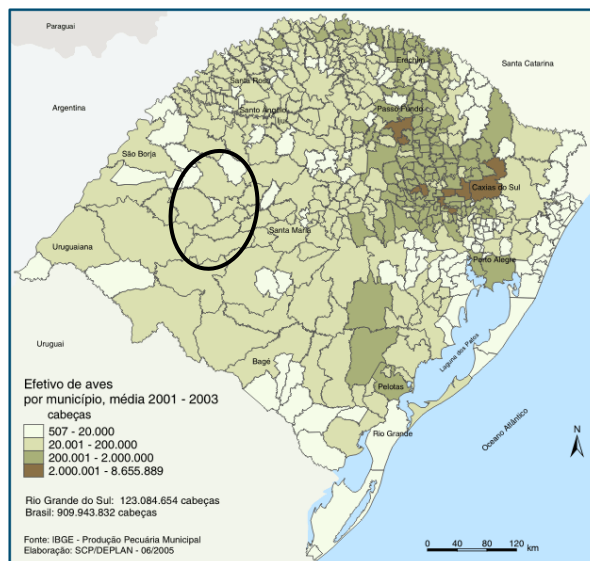 Paraguai
Santa Catarina
Erechim
Santa Rosa
Argentina
Santo Angelo
Passo Fundo
São Borja
Caxias do Sul
Santa Maria
Uruguaiana
Porto Alegre
Uruguai
Laguna dos Patos
Bagé
Pelotas
Rio Grande
Oceano Atlântico
Efetivo de aves
por município, média 2001 - 2003
cabeças
507 - 20.000
20.001 - 200.000
200.001 - 2.000.000
2.000.001 - 8.655.889
Rio Grande do Sul: 123.084.654 cabeças
Brasil: 909.943.832 cabeças
Fonte: IBGE - Produção Pecuária Municipal
Elaboração: SCP/DEPLAN - 06/2005
N
0 40 80 120
km